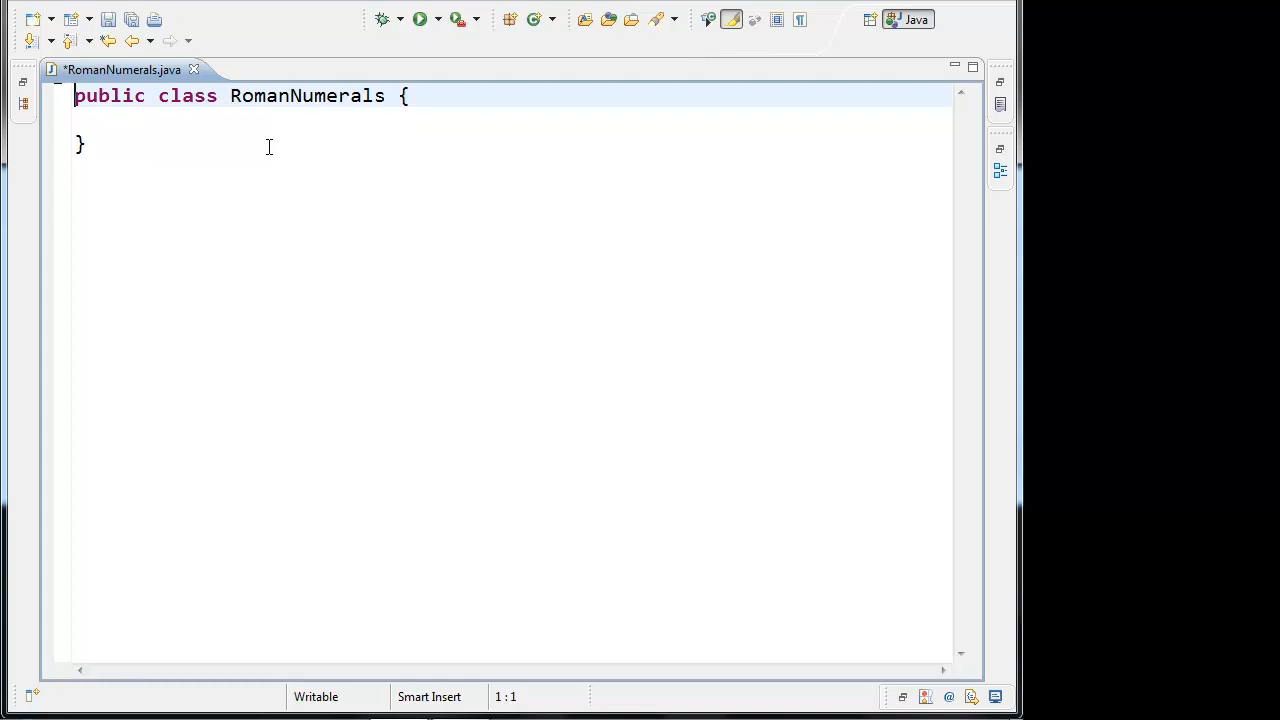 Java
*RomanNumerals.java
public class RomanNumerals {
}
Writable
Smart Insert
1 : 1